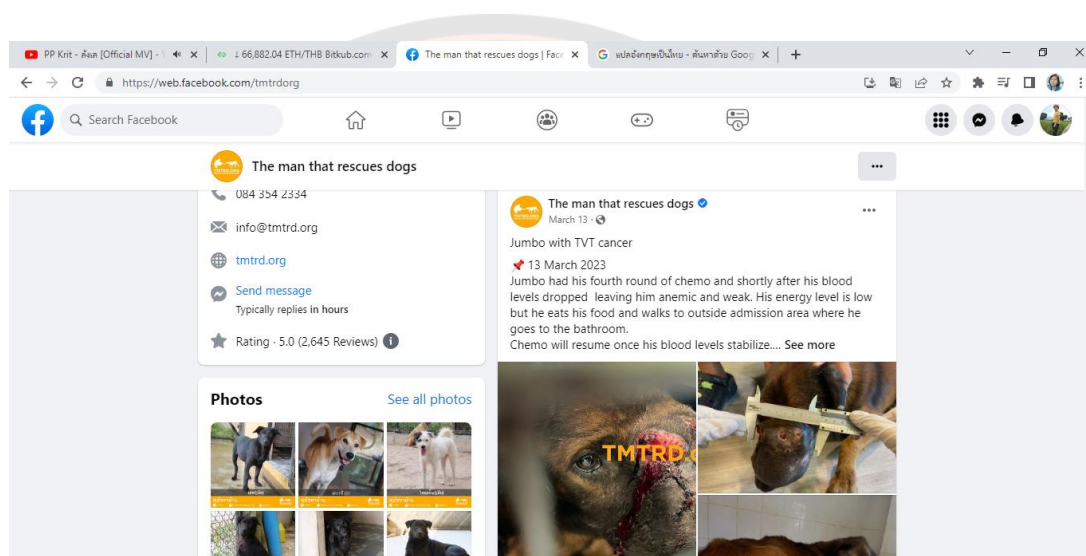 PP Krit - ลังเล [Official MV] - Y
↓ 66,882.04 ETH/THB Bitkub.com
The man that rescues dogs | Face
แปลอังกฤษเป็นไทย - ค้นหาด้วย Goog
https://web.facebook.com/tmtrdorg
Search Facebook
The man that rescues dogs
084 354 2334
info@tmtrd.org
tmtrd.org
Send message
Typically replies in hours
Rating · 5.0 (2,645 Reviews)
Photos
See all photos
The man that rescues dogs
March 13 ·
Jumbo with TVT cancer
📌 13 March 2023
Jumbo had his fourth round of chemo and shortly after his blood
levels dropped leaving him anemic and weak. His energy level is low
but he eats his food and walks to outside admission area where he
goes to the bathroom.
Chemo will resume once his blood levels stabilize.... See more